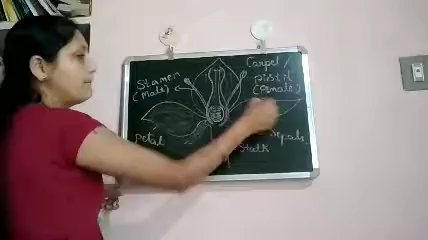 Stamen
(Male)
Carpel /
pistil
(female)
Petal
Sepals
Stalk